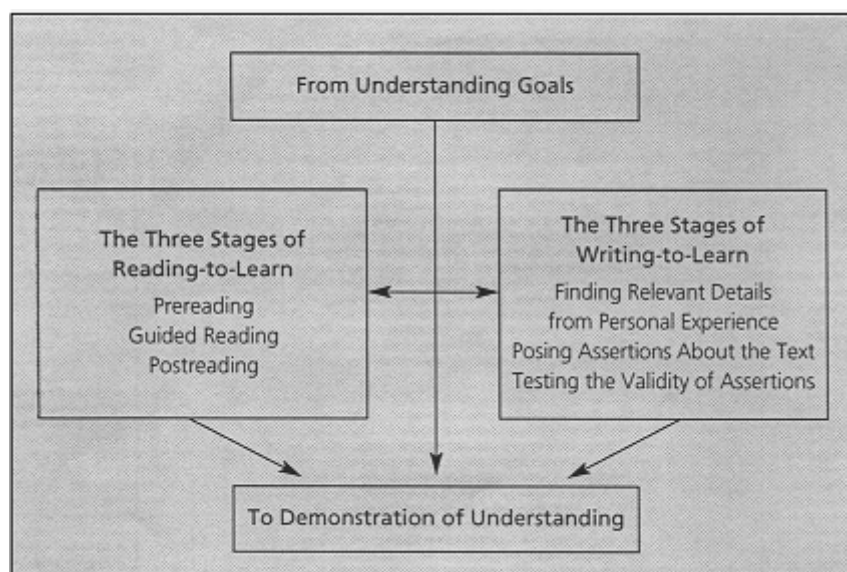 From Understanding Goals
The Three Stages of
Reading-to-Learn
Prereading
Guided Reading
Postreading
The Three Stages of
Writing-to-Learn
Finding Relevant Details
from Personal Experience
Posing Assertions About the Text
Testing the Validity of Assertions
To Demonstration of Understanding